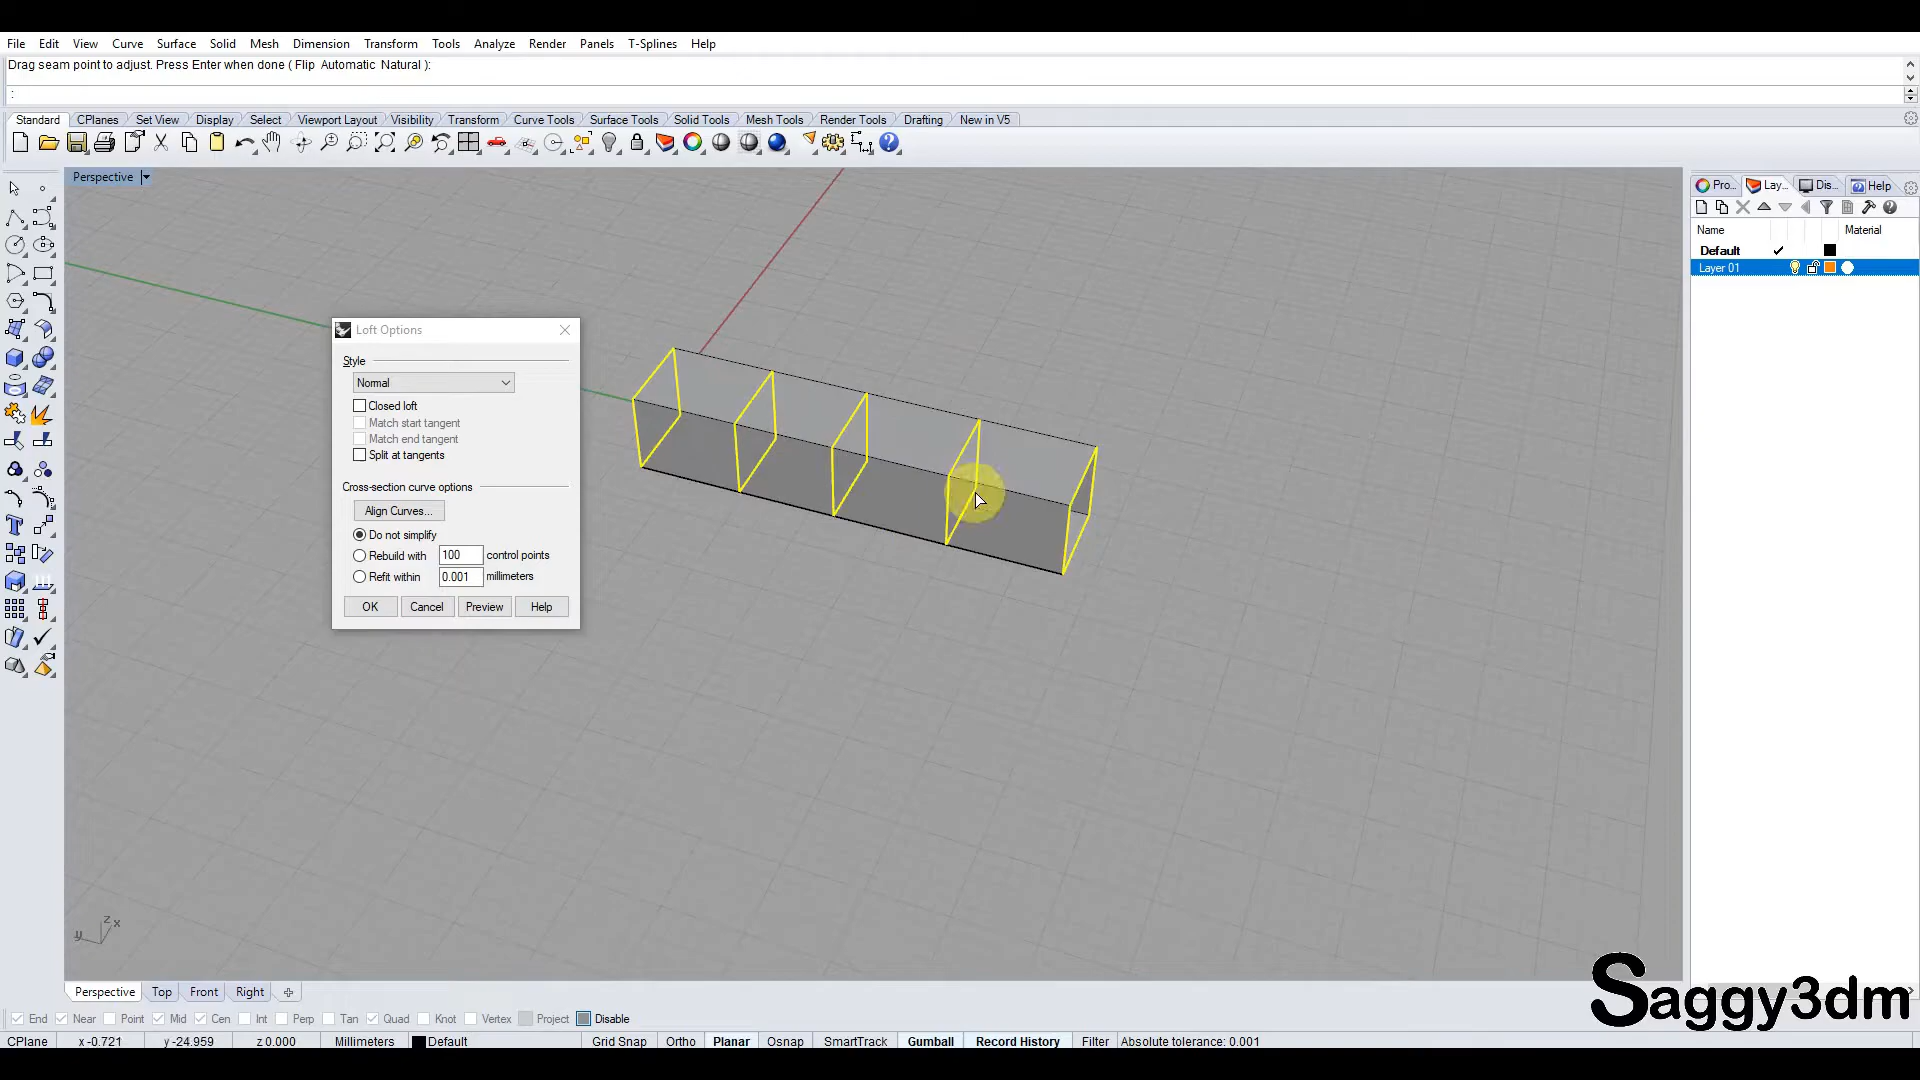 File Edit View Curve Surface Solid Mesh Dimension Transform Tools Analyze Render Panels T-Splines Help
Drag seam point to adjust. Press Enter when done ( Flip Automatic Natural ):
:
Standard CPlanes Set View Display Select Viewport Layout Visibility Transform Curve Tools Surface Tools Solid Tools Mesh Tools Render Tools Drafting New in V5
Perspective
Pro... Lay... Dis... Help
Name Material
Default
Layer 01
Loft Options
Style
Normal
Closed loft
Match start tangent
Match end tangent
Split at tangents
Cross-section curve options
Align Curves...
Do not simplify
Rebuild with 100 control points
Refit within 0.001 millimeters
OK Cancel Preview Help
z x
y
Perspective Top Front Right
End Near Point Mid Cen Int Perp Tan Quad Knot Vertex Project Disable
CPlane x -0.721 y -24.959 z 0.000 Millimeters Default Grid Snap Ortho Planar Osnap SmartTrack Gumball Record History Filter Absolute tolerance: 0.001
Saggy3dm